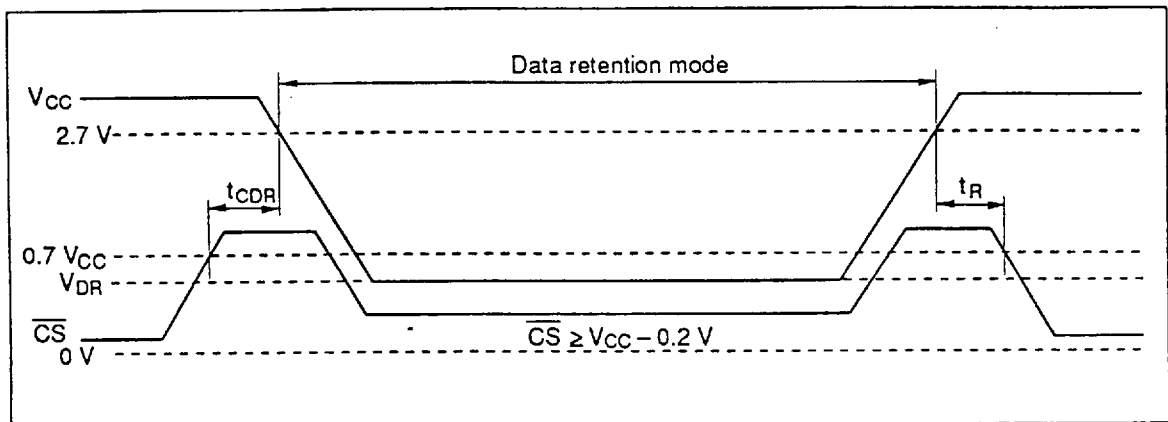 Data retention mode
VCC
2.7 V
tCDR
tR
0.7 VCC
VDR
CS
CS ≥ VCC – 0.2 V
0 V